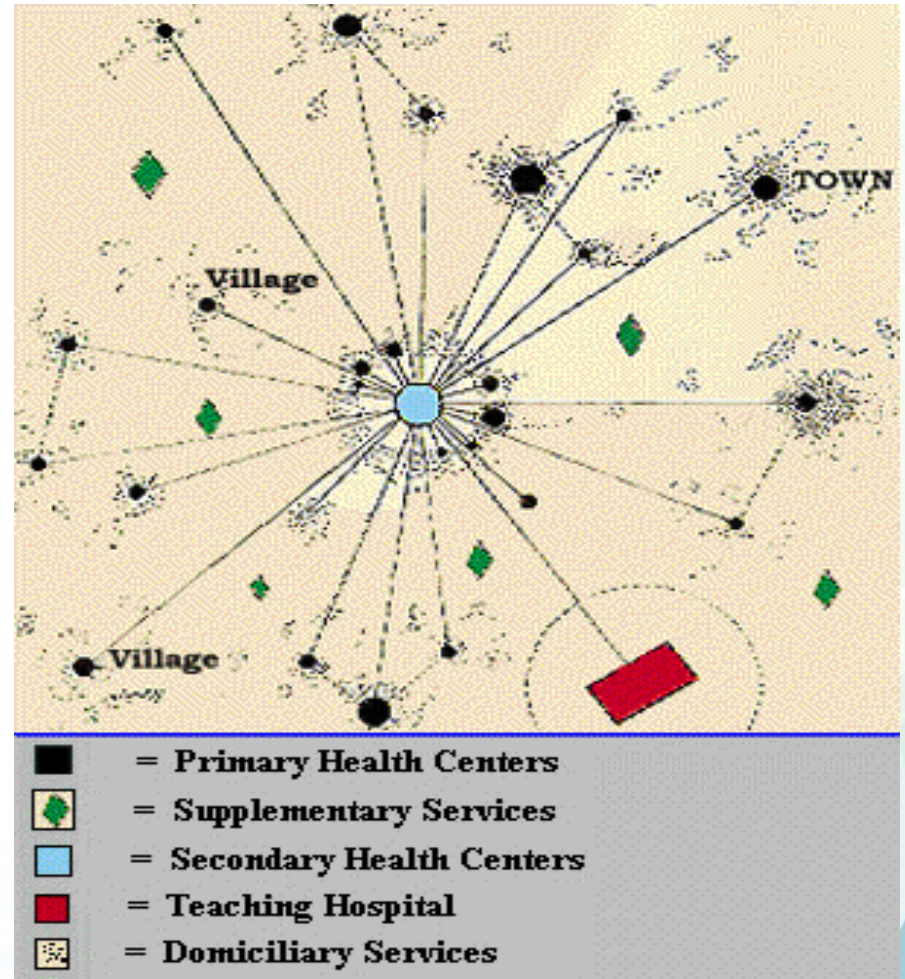 TOWN
Village
Village
= Primary Health Centers
= Supplementary Services
= Secondary Health Centers
= Teaching Hospital
= Domiciliary Services